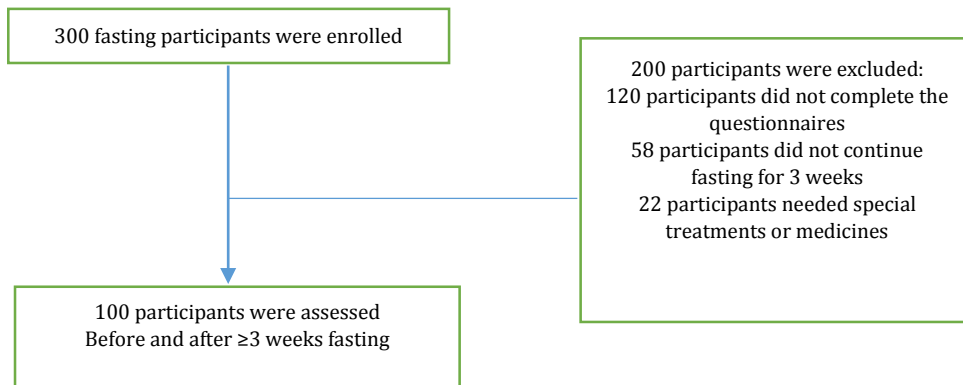 300 fasting participants were enrolled
200 participants were excluded:
120 participants did not complete the
questionnaires
58 participants did not continue
fasting for 3 weeks
22 participants needed special
treatments or medicines
100 participants were assessed
Before and after ≥3 weeks fasting